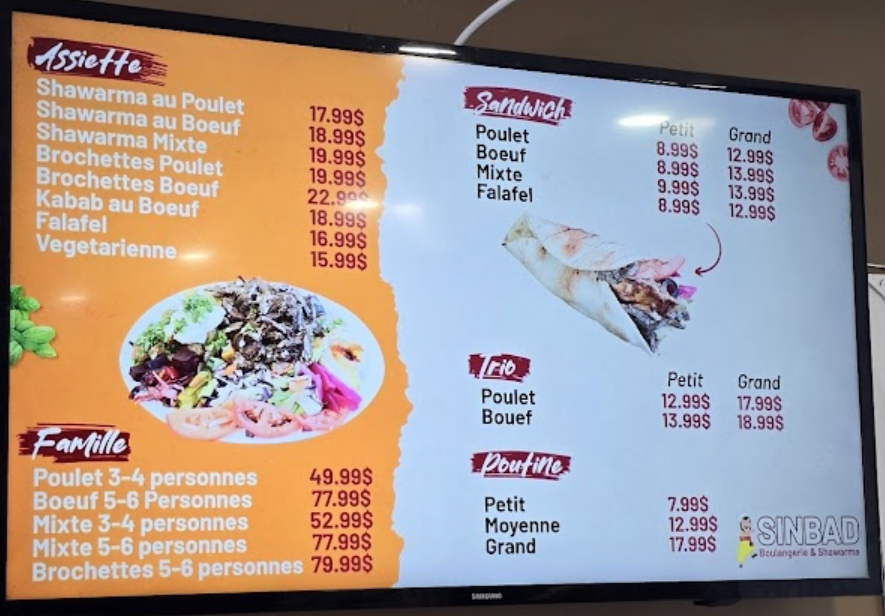 Assiette
Shawarma au Poulet 17.99$
Shawarma au Boeuf 18.99$
Shawarma Mixte 19.99$
Brochettes Poulet 19.99$
Brochettes Boeuf 22.99$
Kabab au Boeuf 18.99$
Falafel 16.99$
Vegetarienne 15.99$
Famille
Poulet 3-4 personnes 49.99$
Boeuf 5-6 Personnes 77.99$
Mixte 3-4 personnes 52.99$
Mixte 5-6 personnes 77.99$
Brochettes 5-6 personnes 79.99$
Sandwich
Petit Grand
Poulet 8.99$ 12.99$
Boeuf 8.99$ 13.99$
Mixte 9.99$ 13.99$
Falafel 8.99$ 12.99$
Trio
Petit Grand
Poulet 12.99$ 17.99$
Bouef 13.99$ 18.99$
Poutine
Petit 7.99$
Moyenne 12.99$
Grand 17.99$
SINBAD
Boulangerie & Shawarma
SAMSUNG